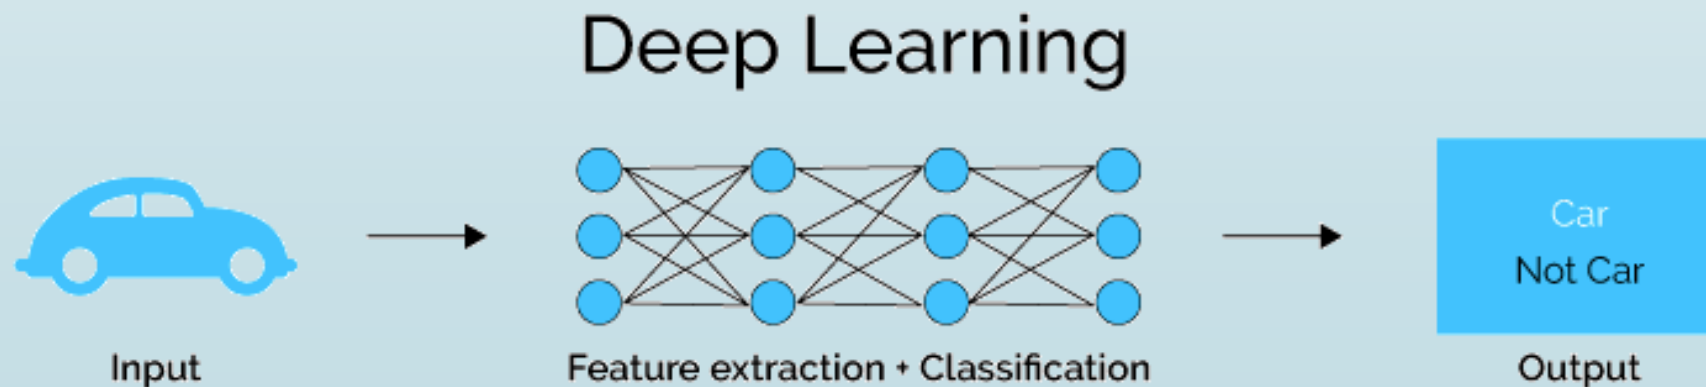 Deep Learning
Car
Not Car
Input
Feature extraction + Classification
Output